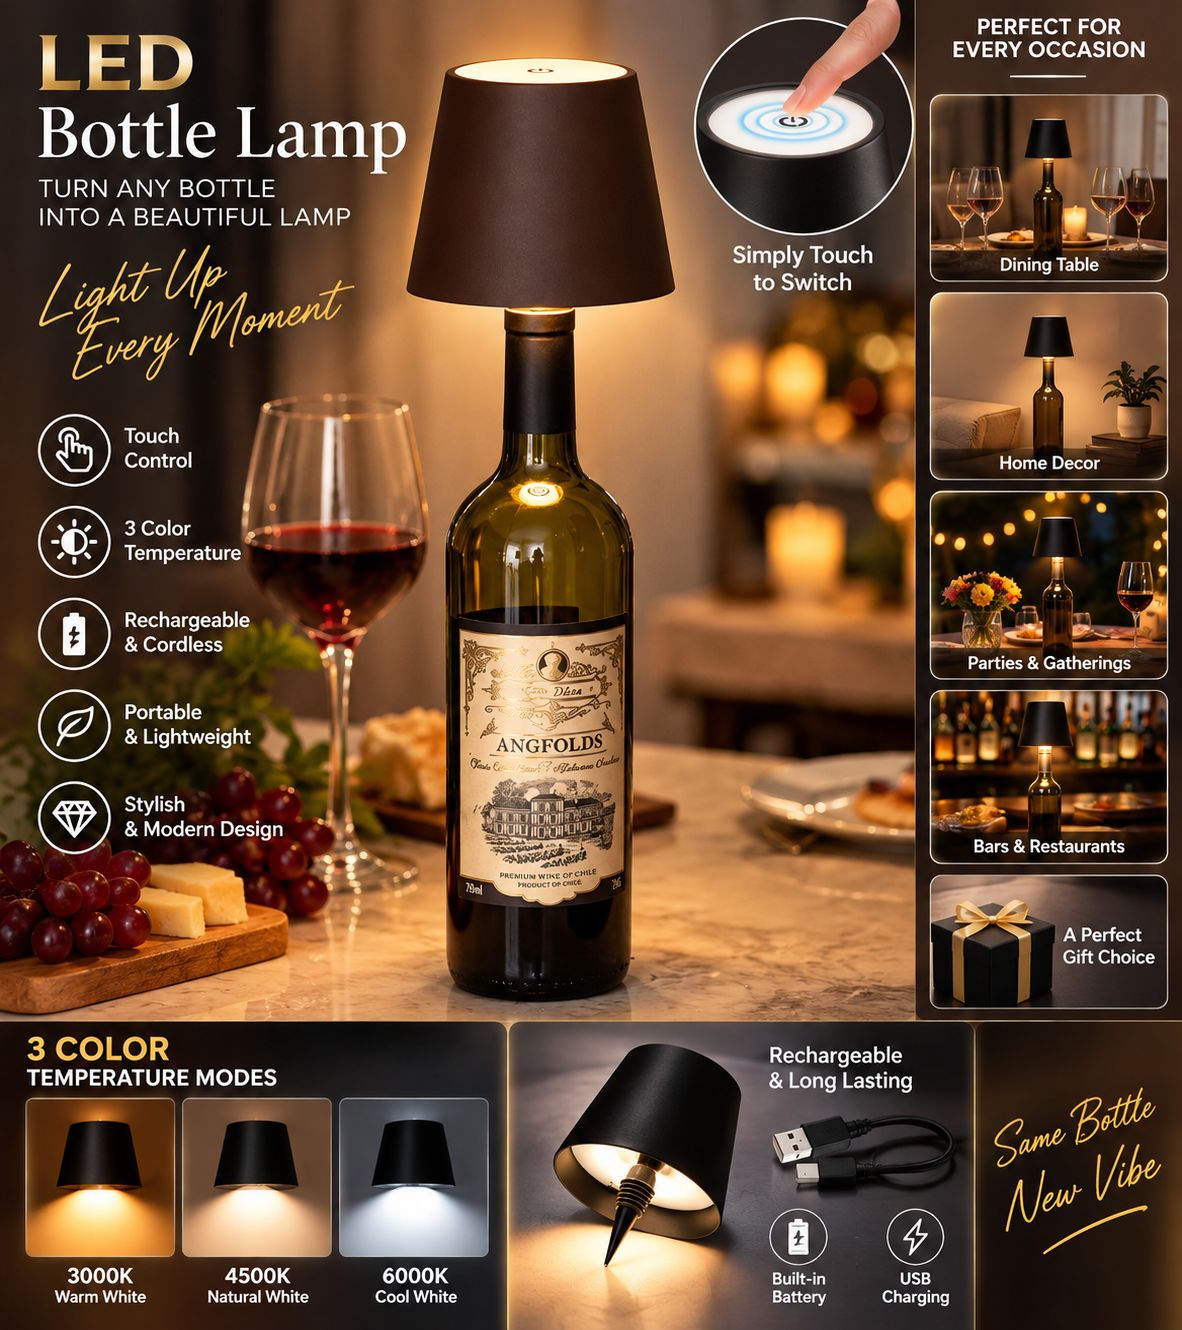 LED
Bottle Lamp
TURN ANY BOTTLE
INTO A BEAUTIFUL LAMP
Light Up
Every Moment
Touch
Control
3 Color
Temperature
Rechargeable
& Cordless
Portable
& Lightweight
Stylish
& Modern Design
Simply Touch
to Switch
ANGFOLDS
PREMIUM WINE OF CHILE
PRODUCT OF CHILE
PERFECT FOR
EVERY OCCASION
Dining Table
Home Decor
Parties & Gatherings
Bars & Restaurants
A Perfect
Gift Choice
3 COLOR
TEMPERATURE MODES
3000K
Warm White
4500K
Natural White
6000K
Cool White
Rechargeable
& Long Lasting
Built-in
Battery
USB
Charging
Same Bottle
New Vibe